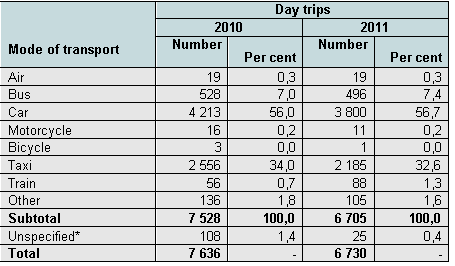 Day trips
Mode of transport 2010 2011
Number Per cent Number Per cent
Air 19 0,3 19 0,3
Bus 528 7,0 496 7,4
Car 4 213 56,0 3 800 56,7
Motorcycle 16 0,2 11 0,2
Bicycle 3 0,0 1 0,0
Taxi 2 556 34,0 2 185 32,6
Train 56 0,7 88 1,3
Other 136 1,8 105 1,6
Subtotal 7 528 100,0 6 705 100,0
Unspecified* 108 1,4 25 0,4
Total 7 636 - 6 730 -